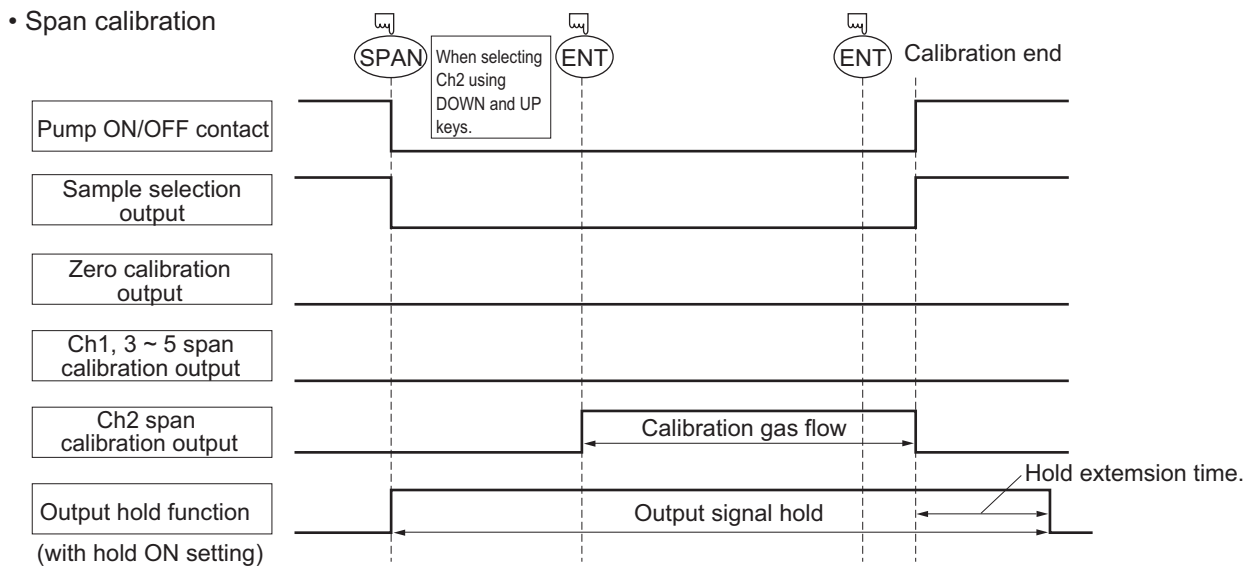 • Span calibration
SPAN
When selecting
Ch2 using
DOWN and UP
keys.
ENT
ENT
Calibration end
Pump ON/OFF contact
Sample selection
output
Zero calibration
output
Ch1, 3 ~ 5 span
calibration output
Ch2 span
calibration output
Calibration gas flow
Hold extemsion time.
Output hold function
Output signal hold
(with hold ON setting)